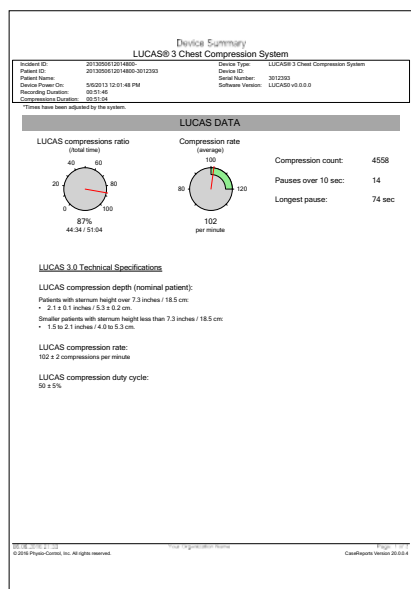 Device Summary
LUCAS® 3 Chest Compression System
Incident ID: 2013050612014800- Device Type: LUCAS® 3 Chest Compression System
Patient ID: 2013050612014800-3012393 Device ID:
Patient Name: Serial Number: 3012393
Device Power On: 5/6/2013 12:01:48 PM Software Version: LUCAS0 v0.0.0.0
Recording Duration: 00:51:46
Compressions Duration: 00:51:04
*Times have been adjusted by the system.
LUCAS DATA
LUCAS compressions ratio
(/total time)
0 20 40 60 80 100
87%
44:34 / 51:04
Compression rate
(average)
80 100 120
102
per minute
Compression count: 4558
Pauses over 10 sec: 14
Longest pause: 74 sec
LUCAS 3.0 Technical Specifications
LUCAS compression depth (nominal patient):
Patients with sternum height over 7.3 inches / 18.5 cm:
• 2.1 ± 0.1 inches / 5.3 ± 0.2 cm.
Smaller patients with sternum height less than 7.3 inches / 18.5 cm:
• 1.5 to 2.1 inches / 4.0 to 5.3 cm.
LUCAS compression rate:
102 ± 2 compressions per minute
LUCAS compression duty cycle:
50 ± 5%
Your Organization Name
Page: 1 of
© 2016 Physio-Control, Inc. All rights reserved.
CaseReports Version 20.0.0.4